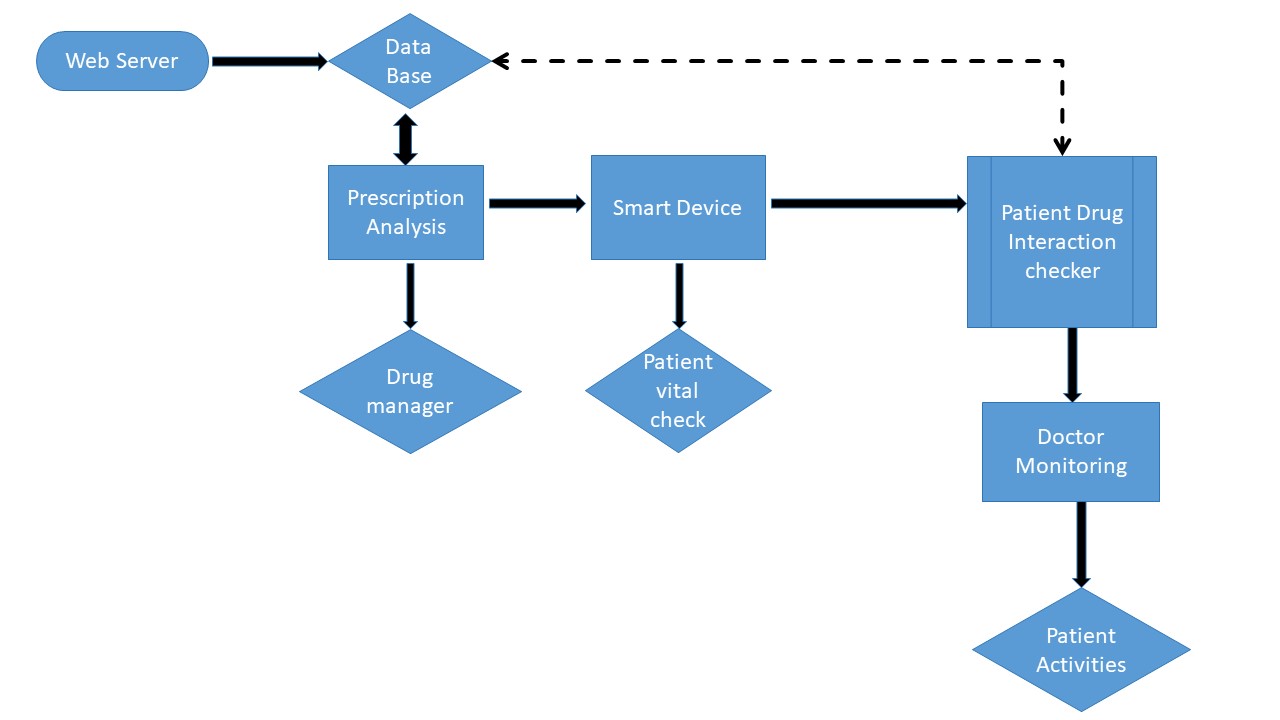 Web Server
Data
Base
Prescription
Analysis
Smart Device
Patient Drug
Interaction
checker
Drug
manager
Patient
vital
check
Doctor
Monitoring
Patient
Activities